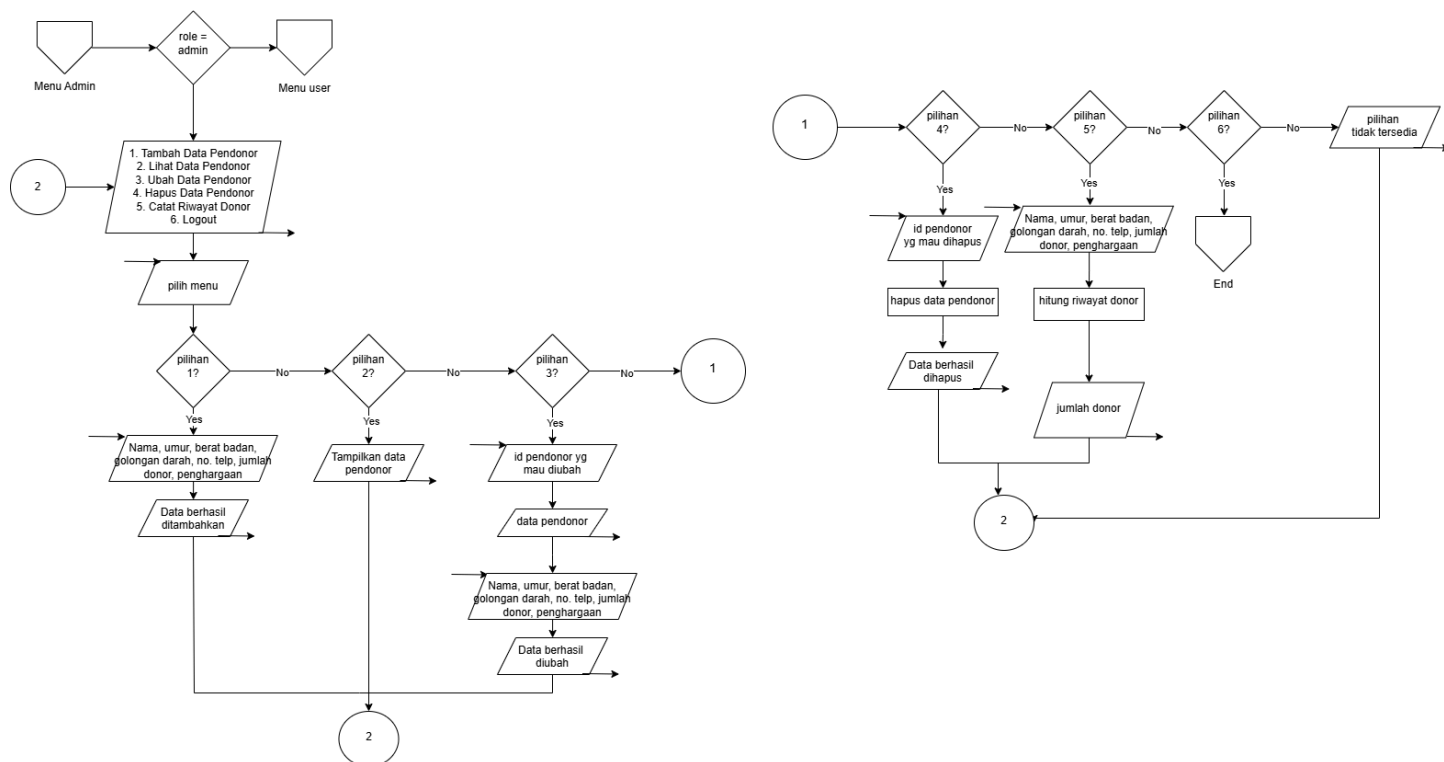 role =
admin
Menu Admin
Menu user
2
1. Tambah Data Pendonor
2. Lihat Data Pendonor
3. Ubah Data Pendonor
4. Hapus Data Pendonor
5. Catat Riwayat Donor
6. Logout
pilih menu
pilihan
1?
No
pilihan
2?
No
pilihan
3?
No
1
Yes
Yes
Yes
Nama, umur, berat badan,
golongan darah, no. telp, jumlah
donor, penghargaan
Tampilkan data
pendonor
id pendonor yg
mau diubah
Data berhasil
ditambahkan
data pendonor
Nama, umur, berat badan,
golongan darah, no. telp, jumlah
donor, penghargaan
Data berhasil
diubah
2
1
pilihan
4?
No
pilihan
5?
No
pilihan
6?
No
pilihan
tidak tersedia
Yes
Yes
Yes
id pendonor
yg mau dihapus
Nama, umur, berat badan,
golongan darah, no. telp, jumlah
donor, penghargaan
End
hapus data pendonor
hitung riwayat donor
Data berhasil
dihapus
jumlah donor
2